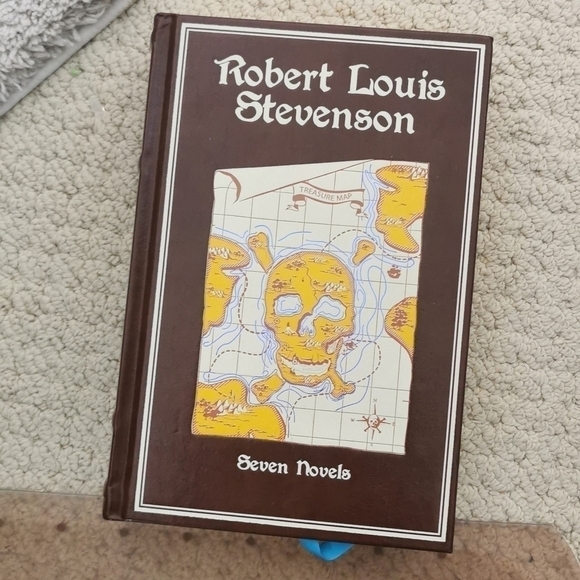 Robert Louis
Stevenson
TREASURE MAP
Seven Novels